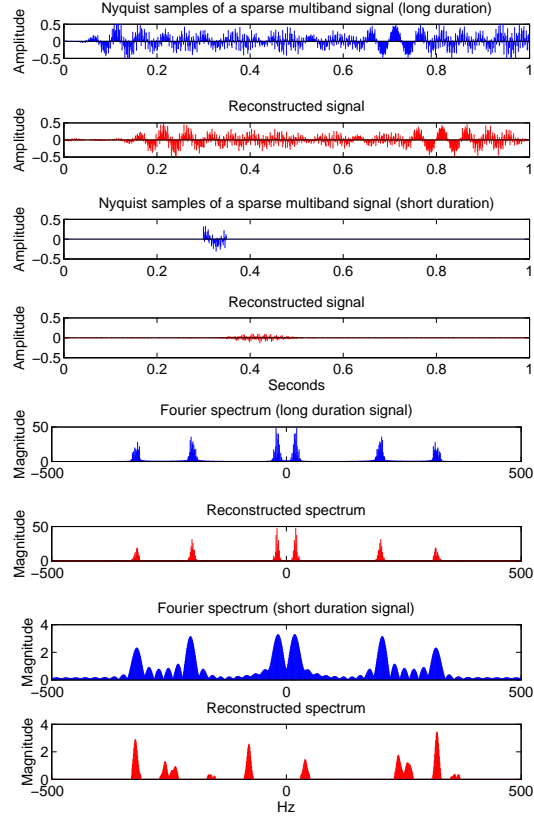 Nyquist samples of a sparse multiband signal (long duration)
Amplitude
0.5
0
−0.5
0 0.2 0.4 0.6 0.8 1
Reconstructed signal
Amplitude
0.5
0
−0.5
0 0.2 0.4 0.6 0.8 1
Nyquist samples of a sparse multiband signal (short duration)
Amplitude
0.5
0
−0.5
0 0.2 0.4 0.6 0.8 1
Reconstructed signal
Amplitude
0.5
0
−0.5
0 0.2 0.4 0.6 0.8 1
Seconds
Fourier spectrum (long duration signal)
Magnitude
50
0
−500 0 500
Reconstructed spectrum
Magnitude
50
0
−500 0 500
Fourier spectrum (short duration signal)
Magnitude
4
2
0
−500 0 500
Reconstructed spectrum
Magnitude
4
2
0
−500 0 500
Hz